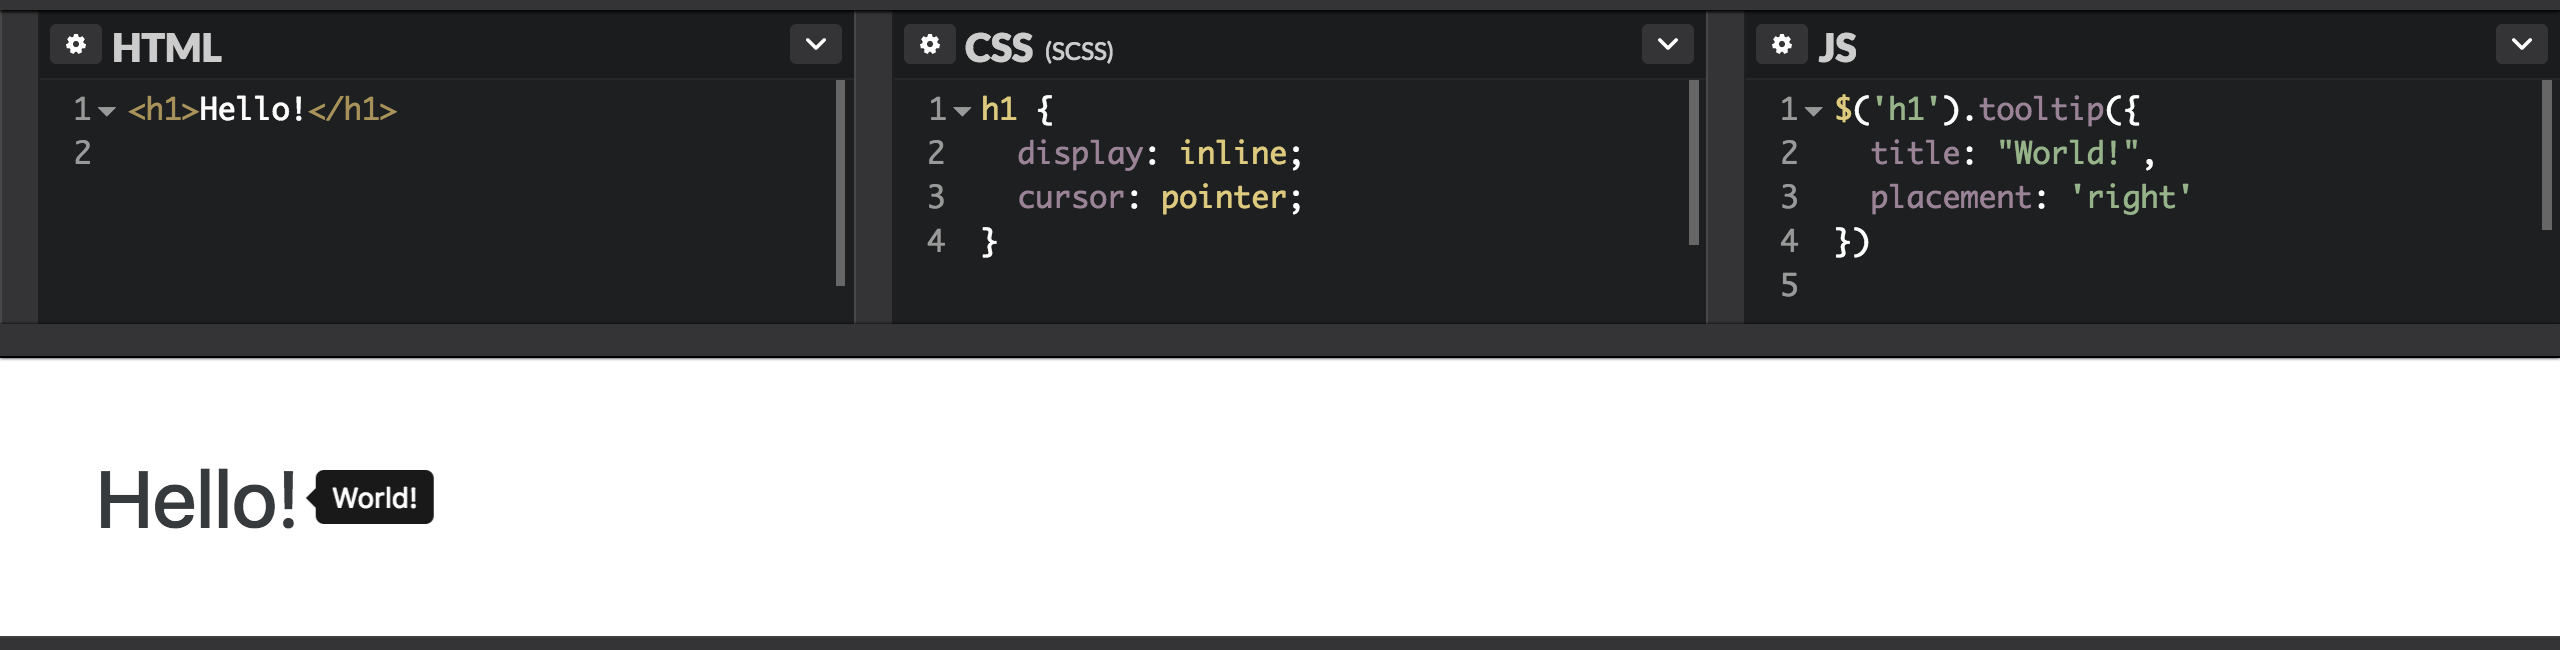 HTML
1 <h1>Hello!</h1>
2
CSS (SCSS)
1 h1 {
2   display: inline;
3   cursor: pointer;
4 }
JS
1 $('h1').tooltip({
2   title: "World!",
3   placement: 'right'
4 })
5
Hello! World!